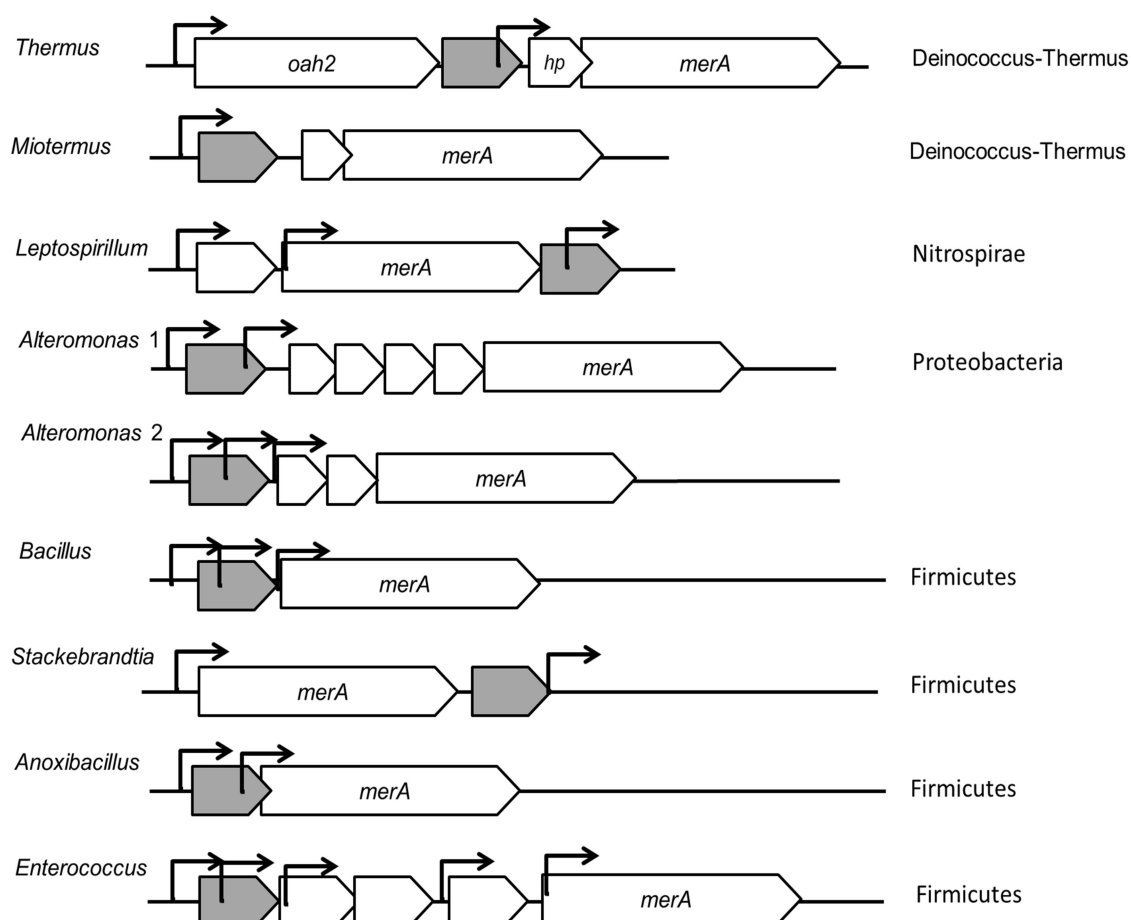 Thermus oah2 hp merA Deinococcus-Thermus
Miotermus merA Deinococcus-Thermus
Leptospirillum merA Nitrospirae
Alteromonas 1 merA Proteobacteria
Alteromonas 2 merA
Bacillus merA Firmicutes
Stackebrandtia merA Firmicutes
Anoxibacillus merA Firmicutes
Enterococcus merA Firmicutes